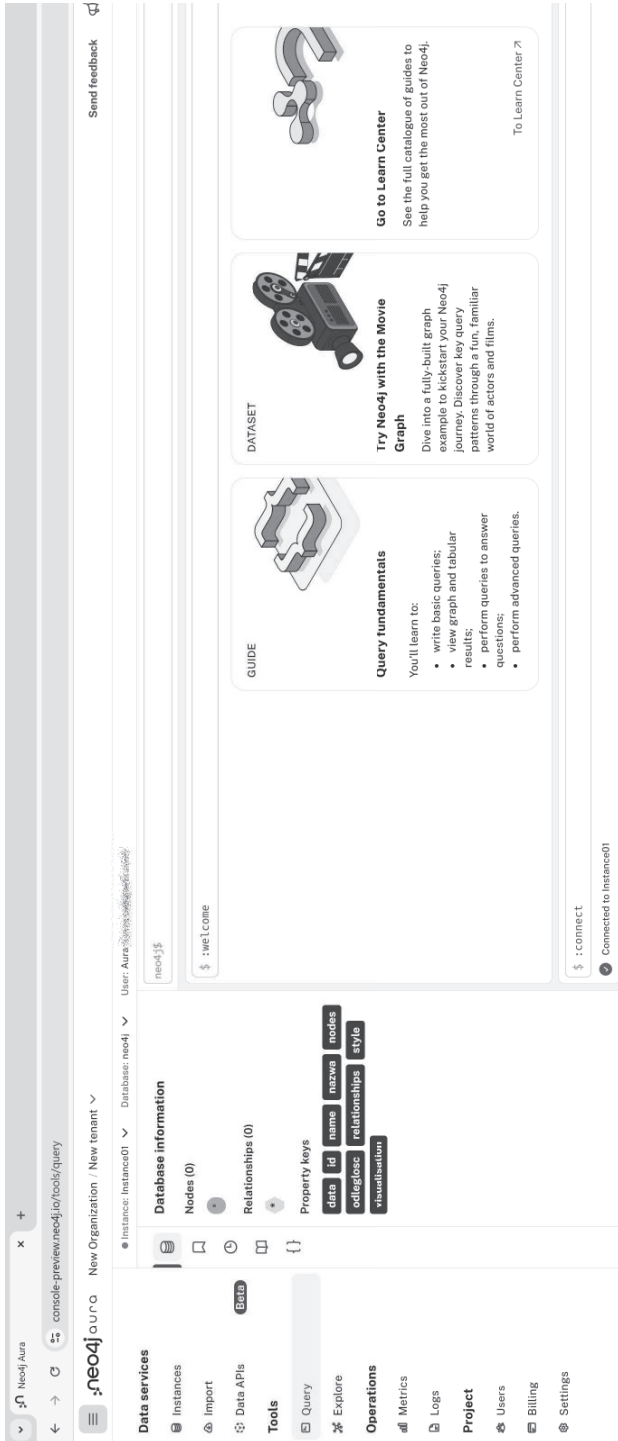 Neo4j Aura
console-preview.neo4j.io/tools/query
neo4j aura
New Organization / New tenant
Send feedback
Instance: Instance01
Database: neo4j
User: Aura
Data services
Instances
Import
Data APIs
Beta
Tools
Query
Explore
Operations
Metrics
Logs
Project
Users
Billing
Settings
Database information
Nodes (0)
*
Relationships (0)
*
Property keys
data id name nazwa nodes
odleglosc relationships style
visualisation
neo4j$
$ :welcome
GUIDE
Query fundamentals
You'll learn to:
• write basic queries;
• view graph and tabular
results;
• perform queries to answer
questions;
• perform advanced queries.
DATASET
Try Neo4j with the Movie
Graph
Dive into a fully-built graph
example to kickstart your Neo4j
journey. Discover key query
patterns through a fun, familiar
world of actors and films.
Go to Learn Center
See the full catalogue of guides to
help you get the most out of Neo4j.
To Learn Center ↗
$ :connect
Connected to Instance01